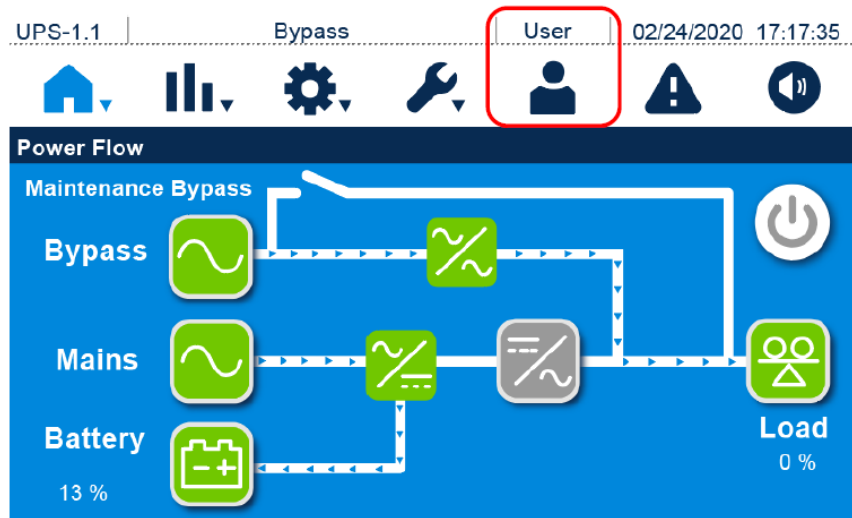 UPS-1.1 Bypass User 02/24/2020 17:17:35
Power Flow
Maintenance Bypass
Bypass
Mains
Battery
13 %
Load
0 %